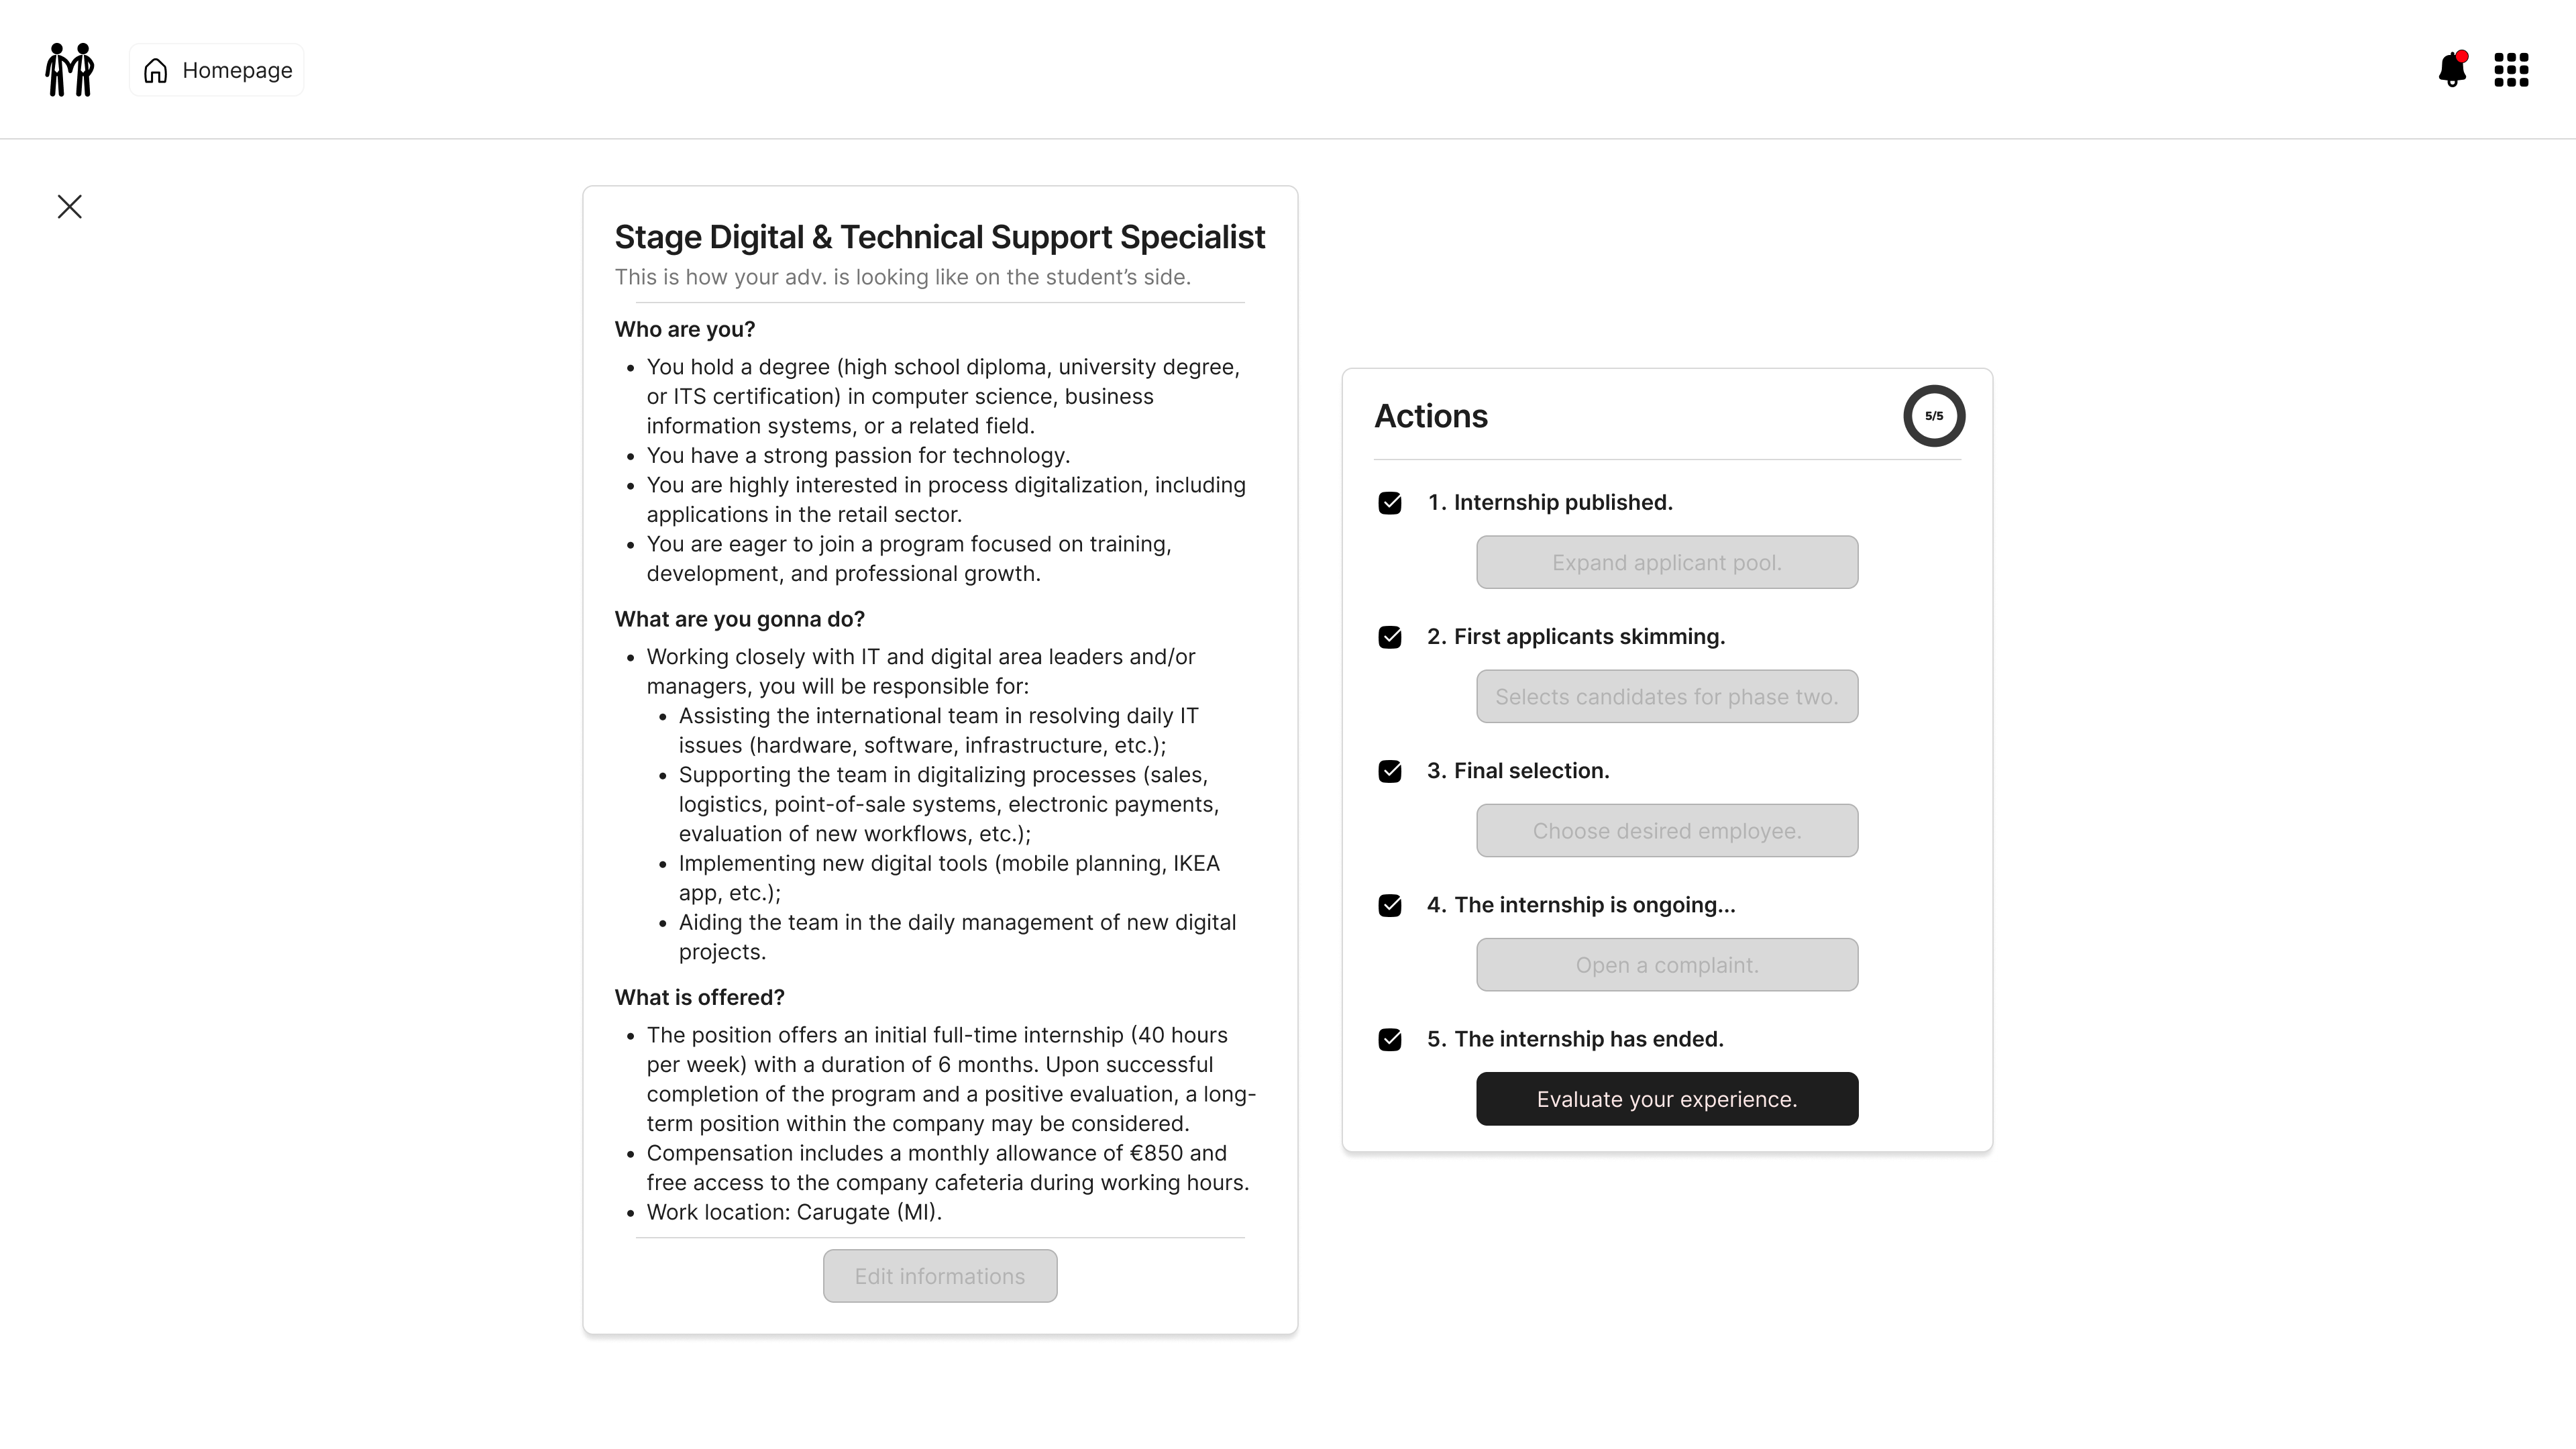 Homepage
Stage Digital & Technical Support Specialist
This is how your adv. is looking like on the student’s side.
Who are you?
• You hold a degree (high school diploma, university degree,
or ITS certification) in computer science, business
information systems, or a related field.
• You have a strong passion for technology.
• You are highly interested in process digitalization, including
applications in the retail sector.
• You are eager to join a program focused on training,
development, and professional growth.
What are you gonna do?
• Working closely with IT and digital area leaders and/or
managers, you will be responsible for:
• Assisting the international team in resolving daily IT
issues (hardware, software, infrastructure, etc.);
• Supporting the team in digitalizing processes (sales,
logistics, point-of-sale systems, electronic payments,
evaluation of new workflows, etc.);
• Implementing new digital tools (mobile planning, IKEA
app, etc.);
• Aiding the team in the daily management of new digital
projects.
What is offered?
• The position offers an initial full-time internship (40 hours
per week) with a duration of 6 months. Upon successful
completion of the program and a positive evaluation, a long-
term position within the company may be considered.
• Compensation includes a monthly allowance of €850 and
free access to the company cafeteria during working hours.
• Work location: Carugate (MI).
Edit informations
Actions
5/5
1. Internship published.
Expand applicant pool.
2. First applicants skimming.
Selects candidates for phase two.
3. Final selection.
Choose desired employee.
4. The internship is ongoing...
Open a complaint.
5. The internship has ended.
Evaluate your experience.